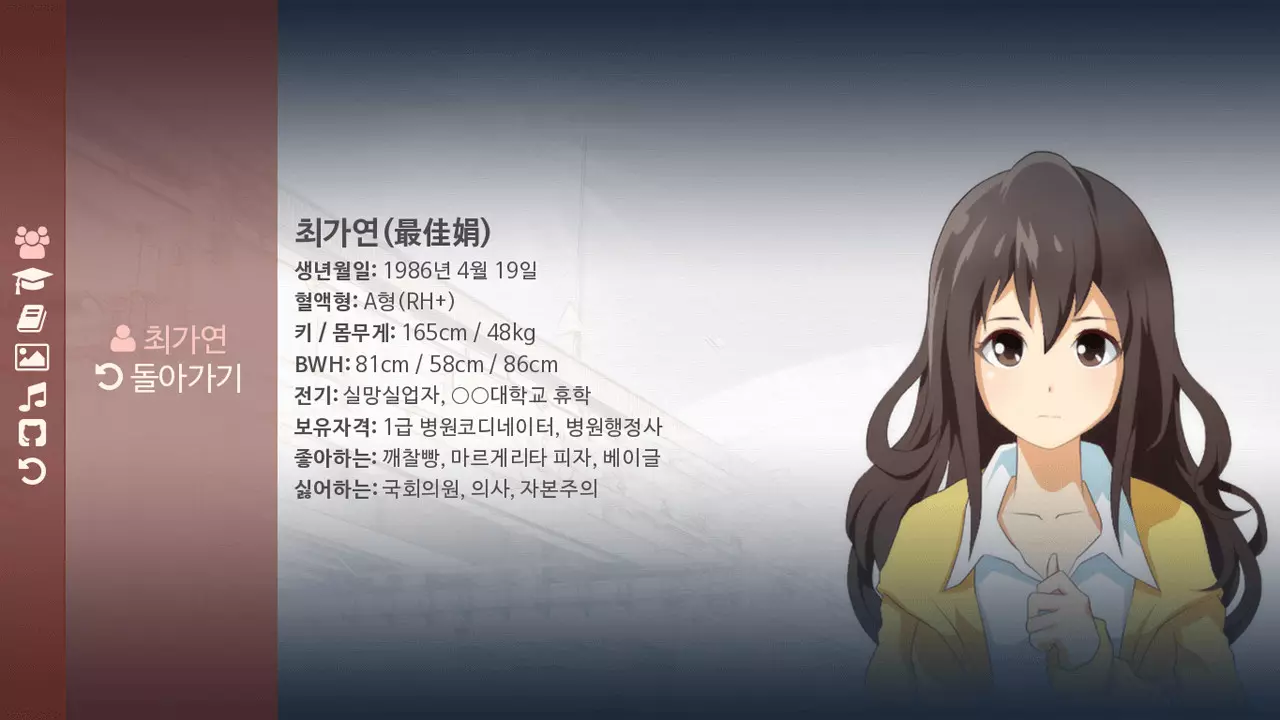 최가연
돌아가기
최가연(最佳娟)
생년월일: 1986년 4월 19일
혈액형: A형(RH+)
키 / 몸무게: 165cm / 48kg
BWH: 81cm / 58cm / 86cm
전기: 실망실업자, ○○대학교 휴학
보유자격: 1급 병원코디네이터, 병원행정사
좋아하는: 깨찰빵, 마르게리타 피자, 베이글
싫어하는: 국회의원, 의사, 자본주의